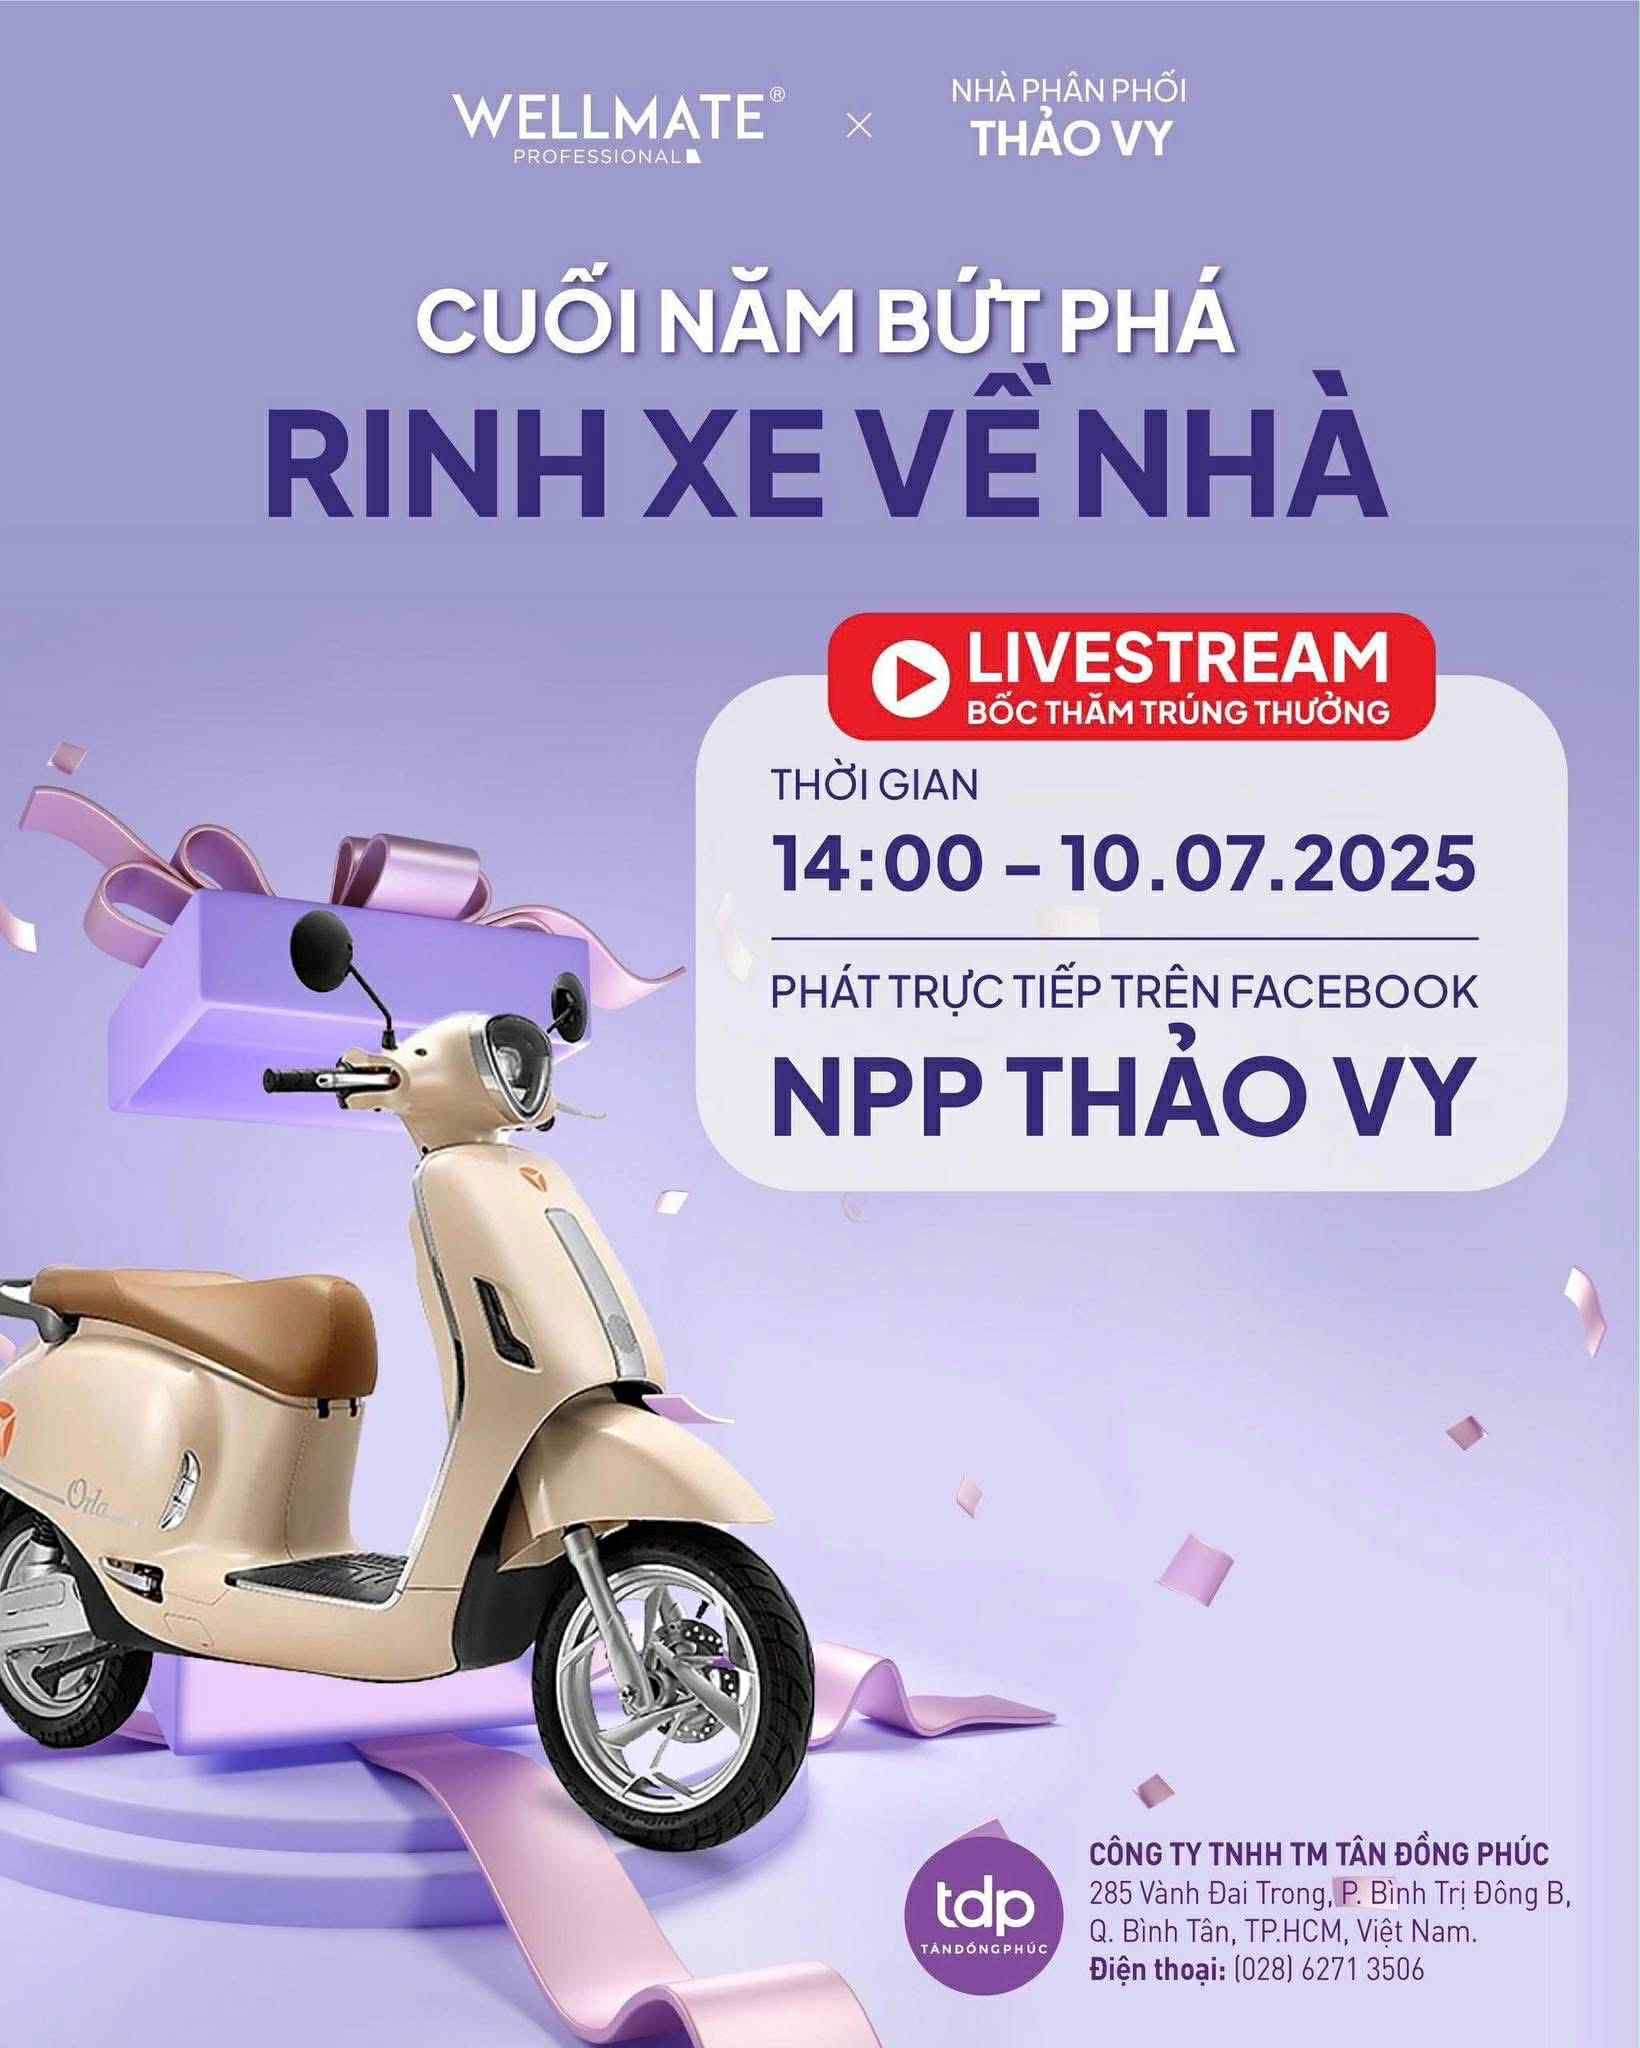 WELLMATE®
PROFESSIONAL
×
NHÀ PHÂN PHỐI
THẢO VY
CUỐI NĂM BỨT PHÁ
RINH XE VỀ NHÀ
LIVESTREAM
BỐC THĂM TRÚNG THƯỞNG
THỜI GIAN
14:00 – 10.07.2025
PHÁT TRỰC TIẾP TRÊN FACEBOOK
NPP THẢO VY
Orla
tdp
TÂNĐỒNGPHÚC
CÔNG TY TNHH TM TÂN ĐỒNG PHÚC
285 Vành Đai Trong, P. Bình Trị Đông B,
Q. Bình Tân, TP.HCM, Việt Nam.
Điện thoại: (028) 6271 3506